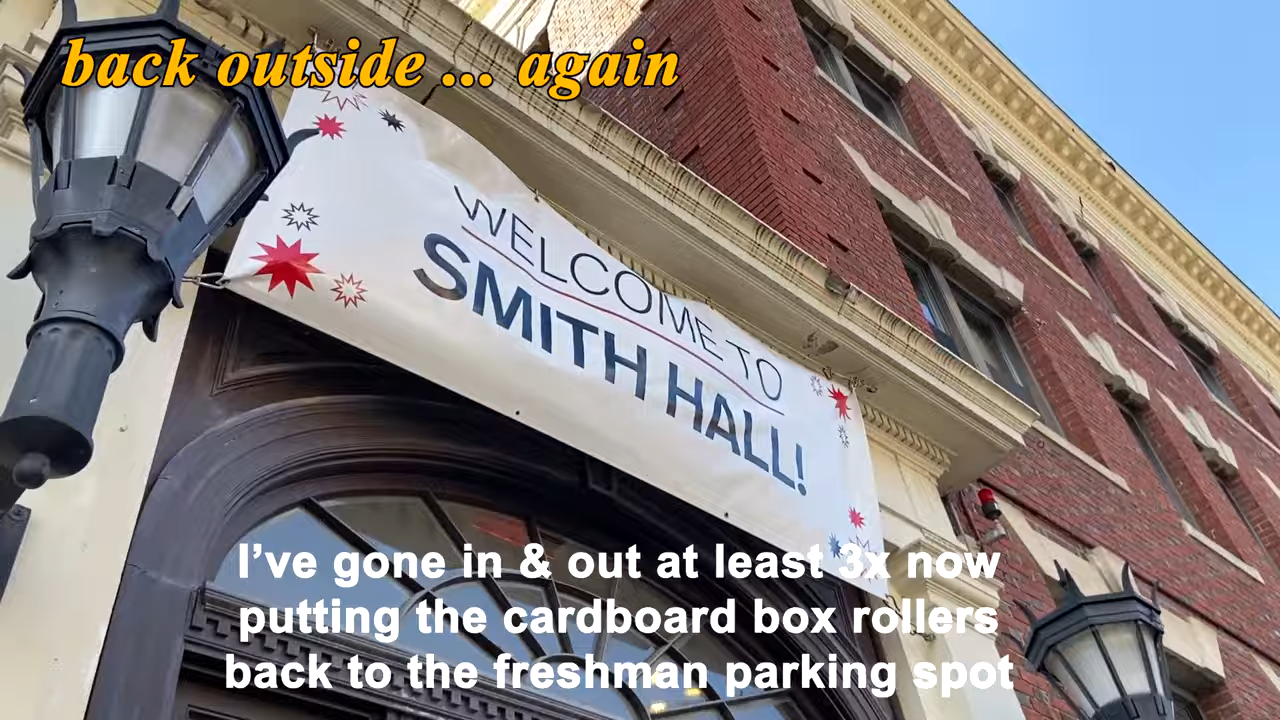 back outside ... again
WELCOME TO
SMITH HALL!
I’ve gone in & out at least 3x now
putting the cardboard box rollers
back to the freshman parking spot